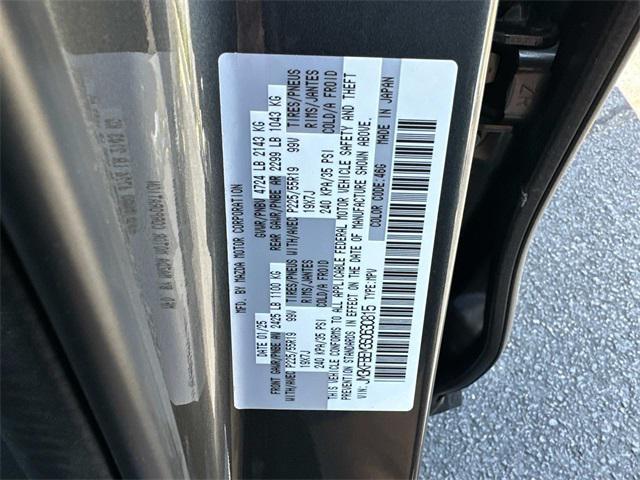 MFD. BY MAZDA MOTOR CORPORATION
DATE 01/25 GVWR/PNBV 4724 LB 2143 KG
FRONT GAWR/PNBE AV 2425 LB 1100 KG REAR GAWR/PNBE AR 2299 LB 1043 KG
WITH/AVEC P225/55R19 99V TIRES/PNEUS WITH/AVEC P225/55R19 99V TIRES/PNEUS
19X7J RIMS/JANTES 19X7J RIMS/JANTES
240 KPA/35 PSI COLD/A FROID 240 KPA/35 PSI COLD/A FROID
THIS VEHICLE CONFORMS TO ALL APPLICABLE FEDERAL MOTOR VEHICLE SAFETY AND THEFT
PREVENTION STANDARDS IN EFFECT ON THE DATE OF MANUFACTURE SHOWN ABOVE.
VIN: TYPE:MPV COLOR CODE:46G MADE IN JAPAN